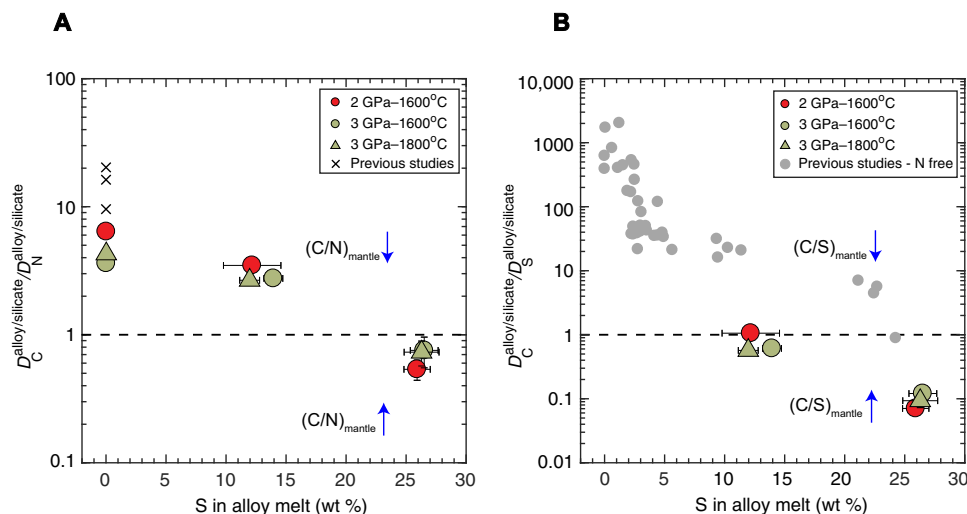 A
100
10
1
0.1
0
5
10
15
20
25
30
D_C^alloy/silicate/D_N^alloy/silicate
S in alloy melt (wt %)
2 GPa–1600°C
3 GPa–1600°C
3 GPa–1800°C
Previous studies
(C/N)mantle
(C/N)mantle
B
10,000
1000
100
10
1
0.1
0.01
0
5
10
15
20
25
30
D_C^alloy/silicate/D_S^alloy/silicate
S in alloy melt (wt %)
2 GPa–1600°C
3 GPa–1600°C
3 GPa–1800°C
Previous studies - N free
(C/S)mantle
(C/S)mantle